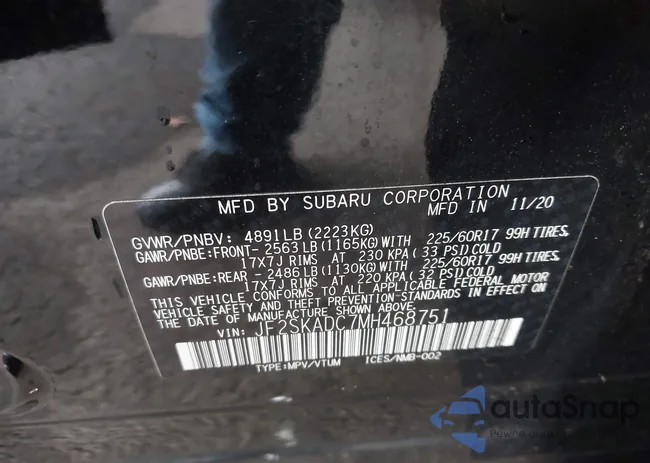 MFD BY SUBARU CORPORATION
MFD IN 11/20
GVWR/PNBV: 4891LB (2223KG)
GAWR/PNBE:FRONT- 2563LB (1165KG) WITH 225/60R17 99H TIRES.
17X7J RIMS AT 230 KPA (33 PSI) COLD
GAWR/PNBE:REAR -2486LB (1130KG) WITH 225/60R17 99H TIRES.
17X7J RIMS AT 220 KPA (32 PSI) COLD
THIS VEHICLE CONFORMS TO ALL APPLICABLE FEDERAL MOTOR
VEHICLE SAFETY AND THEFT PREVENTION STANDARDS IN EFFECT ON
THE DATE OF MANUFACTURE SHOWN ABOVE.
VIN: JF2SKADC7MH468751
TYPE:MPV/VTUM ICES/NMB-002
autoSnap
Pewne auto z